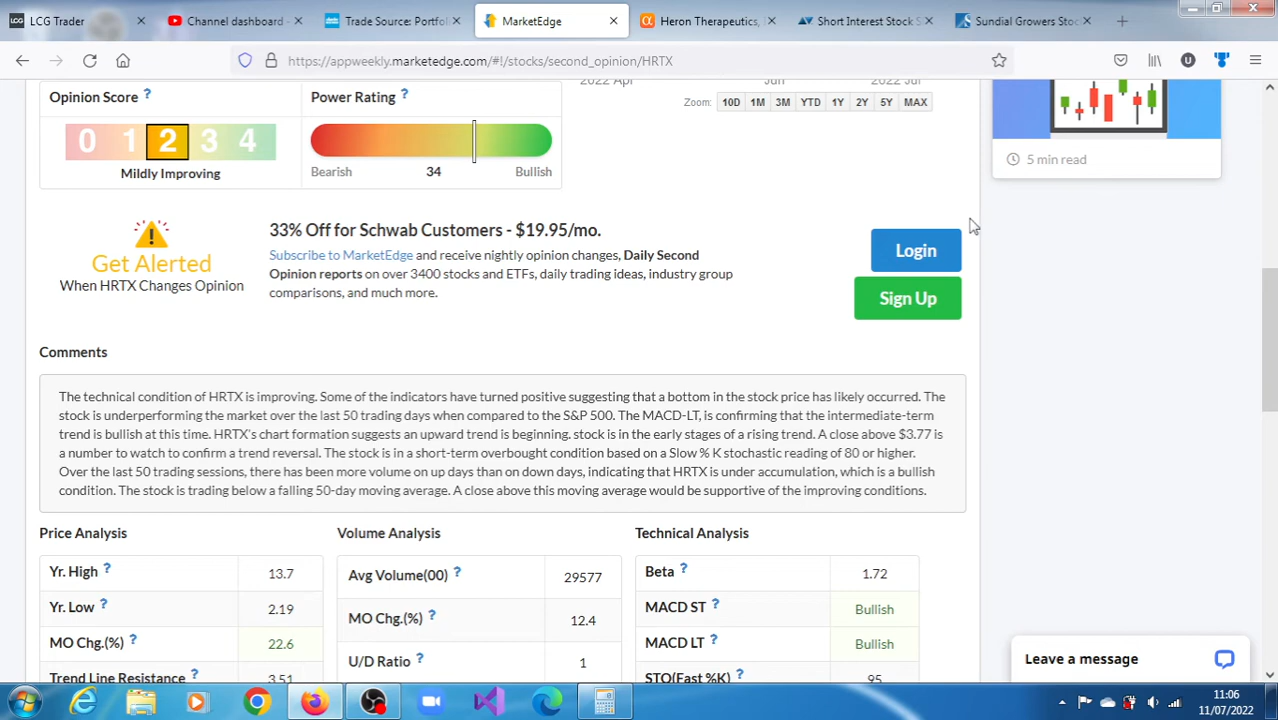 LCG Trader
Channel dashboard -
Trade Source: Portfol
MarketEdge
Heron Therapeutics, I
Short Interest Stock S
Sundial Growers Stoc
https://appweekly.marketedge.com/#!/stocks/second_opinion/HRTX
Opinion Score ?
Power Rating ?
2022 Apr Jun 2022 Jul
Zoom: 10D 1M 3M YTD 1Y 2Y 5Y MAX
0 1 2 3 4
Mildly Improving
Bearish 34 Bullish
5 min read
Get Alerted
When HRTX Changes Opinion
33% Off for Schwab Customers - $19.95/mo.
Subscribe to MarketEdge and receive nightly opinion changes, Daily Second
Opinion reports on over 3400 stocks and ETFs, daily trading ideas, industry group
comparisons, and much more.
Login
Sign Up
Comments
The technical condition of HRTX is improving. Some of the indicators have turned positive suggesting that a bottom in the stock price has likely occurred. The
stock is underperforming the market over the last 50 trading days when compared to the S&P 500. The MACD-LT, is confirming that the intermediate-term
trend is bullish at this time. HRTX's chart formation suggests an upward trend is beginning. stock is in the early stages of a rising trend. A close above $3.77 is
a number to watch to confirm a trend reversal. The stock is in a short-term overbought condition based on a Slow % K stochastic reading of 80 or higher.
Over the last 50 trading sessions, there has been more volume on up days than on down days, indicating that HRTX is under accumulation, which is a bullish
condition. The stock is trading below a falling 50-day moving average. A close above this moving average would be supportive of the improving conditions.
Price Analysis
Yr. High ? 13.7
Yr. Low ? 2.19
MO Chg.(%) ? 22.6
Trend Line Resistance ? 3.51
Volume Analysis
Avg Volume(00) ? 29577
MO Chg.(%) ? 12.4
U/D Ratio ? 1
Technical Analysis
Beta ? 1.72
MACD ST ? Bullish
MACD LT ? Bullish
STO(Fast %K) ? 95
Leave a message
11:06
11/07/2022